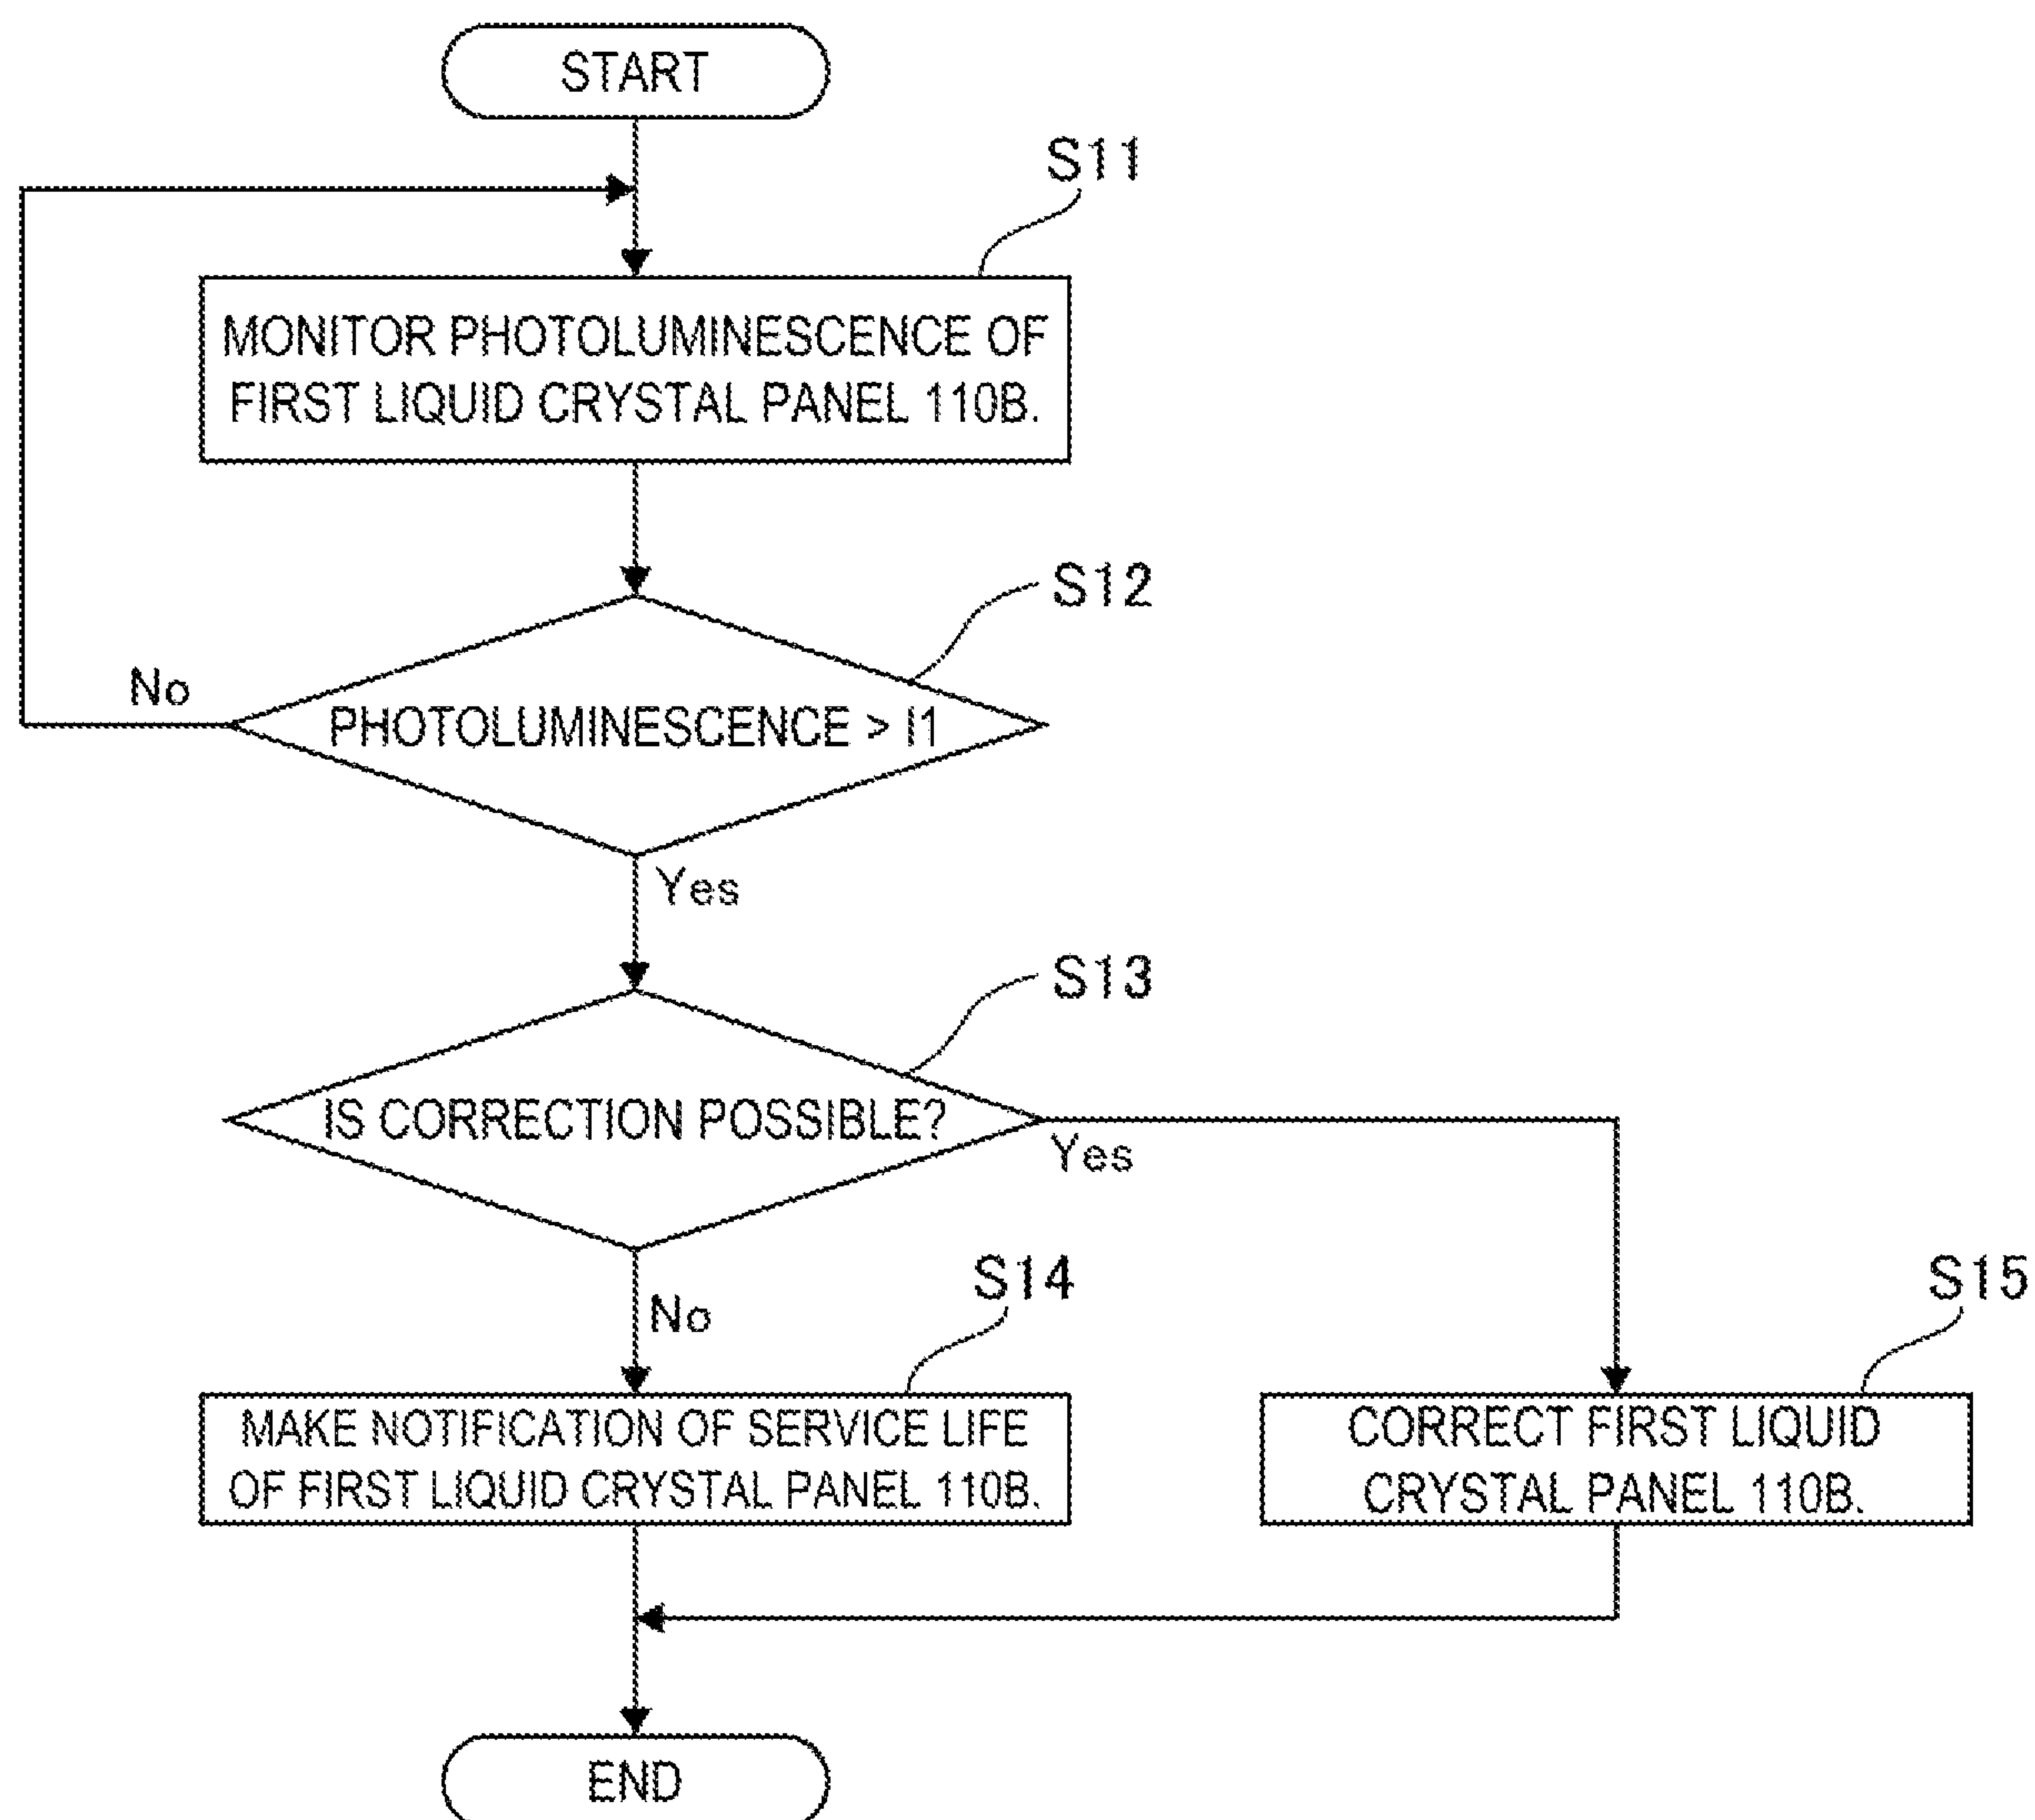 START
S11
MONITOR PHOTOLUMINESCENCE OF
FIRST LIQUID CRYSTAL PANEL 110B.
S12
No
PHOTOLUMINESCENCE > I1
Yes
S13
IS CORRECTION POSSIBLE?
Yes
No
S14
S15
MAKE NOTIFICATION OF SERVICE LIFE
OF FIRST LIQUID CRYSTAL PANEL 110B.
CORRECT FIRST LIQUID
CRYSTAL PANEL 110B.
END